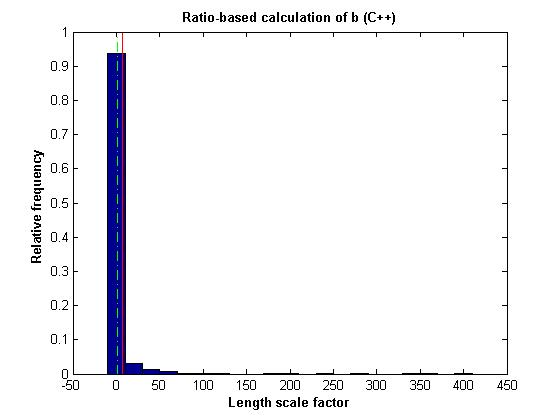 Ratio-based calculation of b (C++)
1
0.9
0.8
0.7
0.6
0.5
0.4
0.3
0.2
0.1
0
Relative frequency
-50 0 50 100 150 200 250 300 350 400 450
Length scale factor